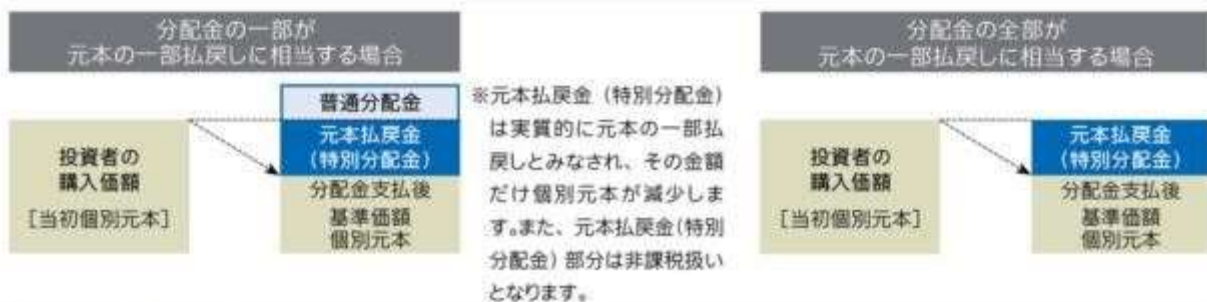 分配金の一部が
元本の一部払戻しに相当する場合
普通分配金
元本払戻金
(特別分配金)
投資者の
購入価額
[当初個別元本]
分配金支払後
基準価額
個別元本
※元本払戻金（特別分配金）
は実質的に元本の一部払
戻しとみなされ、その金額
だけ個別元本が減少しま
す。また、元本払戻金(特別
分配金）部分は非課税扱い
となります。
分配金の全部が
元本の一部払戻しに相当する場合
元本払戻金
(特別分配金)
投資者の
購入価額
[当初個別元本]
分配金支払後
基準価額
個別元本